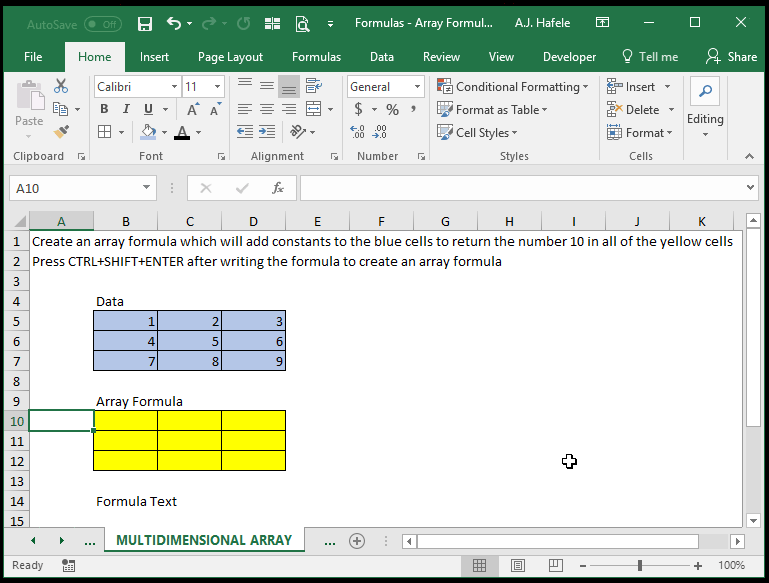 AutoSave Off Formulas - Array Formul... A.J. Hafele
File Home Insert Page Layout Formulas Data Review View Developer Tell me Share
Calibri 11 General Conditional Formatting Insert
Paste B I U A A $ % , Format as Table Delete Editing
A .0 .00 Cell Styles Format
Clipboard Font Alignment Number Styles Cells
A10 fx
A B C D E F G H I J K
1 Create an array formula which will add constants to the blue cells to return the number 10 in all of the yellow cells
2 Press CTRL+SHIFT+ENTER after writing the formula to create an array formula
3
4 Data
5 1 2 3
6 4 5 6
7 7 8 9
8
9 Array Formula
10
11
12
13
14 Formula Text
15
... MULTIDIMENSIONAL ARRAY ...
Ready 100%